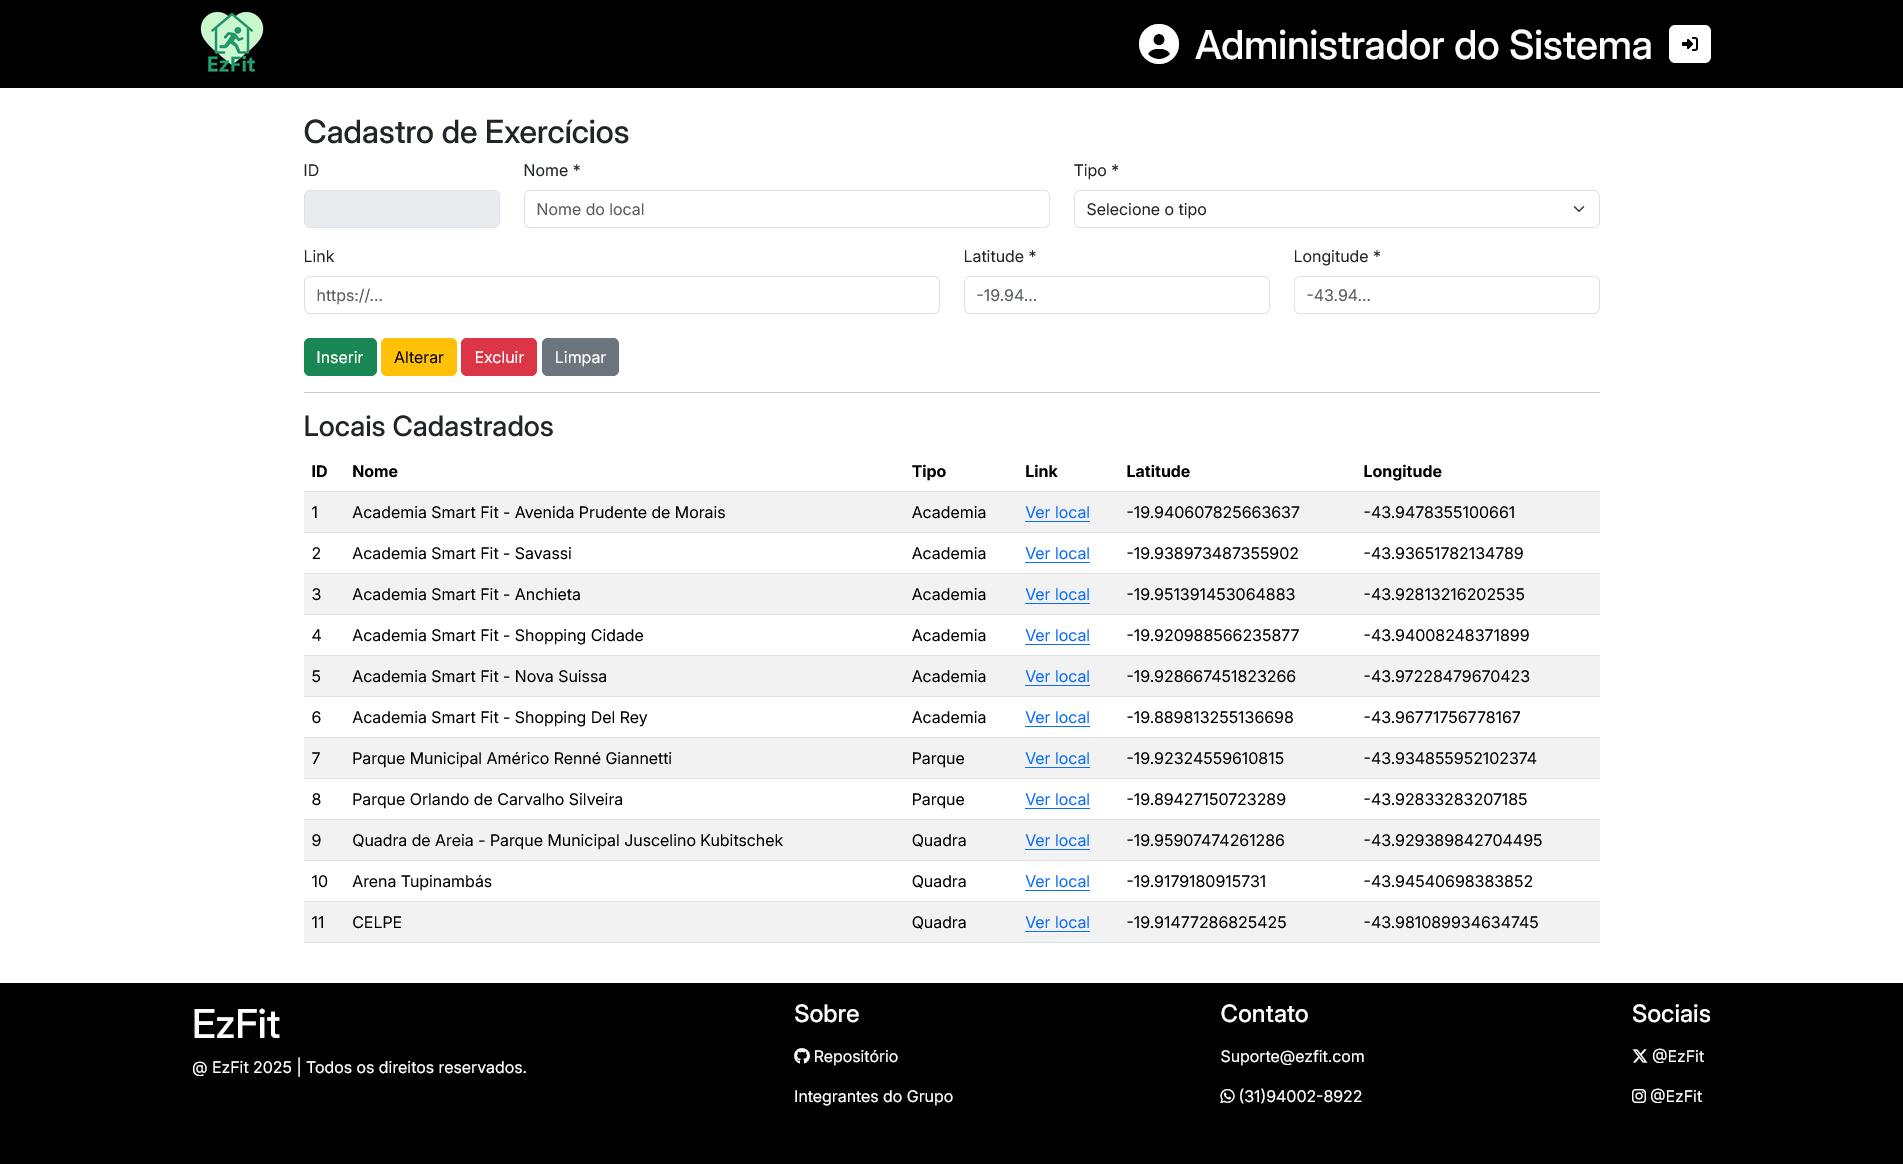 EzFit
Administrador do Sistema
Cadastro de Exercícios
ID Nome * Tipo *
Nome do local Selecione o tipo
Link Latitude * Longitude *
https://... -19.94... -43.94...
Inserir Alterar Excluir Limpar
Locais Cadastrados
ID Nome Tipo Link Latitude Longitude
1 Academia Smart Fit - Avenida Prudente de Morais Academia Ver local -19.940607825663637 -43.9478355100661
2 Academia Smart Fit - Savassi Academia Ver local -19.938973487355902 -43.93651782134789
3 Academia Smart Fit - Anchieta Academia Ver local -19.951391453064883 -43.92813216202535
4 Academia Smart Fit - Shopping Cidade Academia Ver local -19.920988566235877 -43.94008248371899
5 Academia Smart Fit - Nova Suissa Academia Ver local -19.928667451823266 -43.97228479670423
6 Academia Smart Fit - Shopping Del Rey Academia Ver local -19.889813255136698 -43.96771756778167
7 Parque Municipal Américo Renné Giannetti Parque Ver local -19.92324559610815 -43.934855952102374
8 Parque Orlando de Carvalho Silveira Parque Ver local -19.89427150723289 -43.92833283207185
9 Quadra de Areia - Parque Municipal Juscelino Kubitschek Quadra Ver local -19.95907474261286 -43.929389842704495
10 Arena Tupinambás Quadra Ver local -19.9179180915731 -43.94540698383852
11 CELPE Quadra Ver local -19.91477286825425 -43.981089934634745
EzFit
@ EzFit 2025 | Todos os direitos reservados.
Sobre
Repositório
Integrantes do Grupo
Contato
Suporte@ezfit.com
(31)94002-8922
Sociais
@EzFit
@EzFit